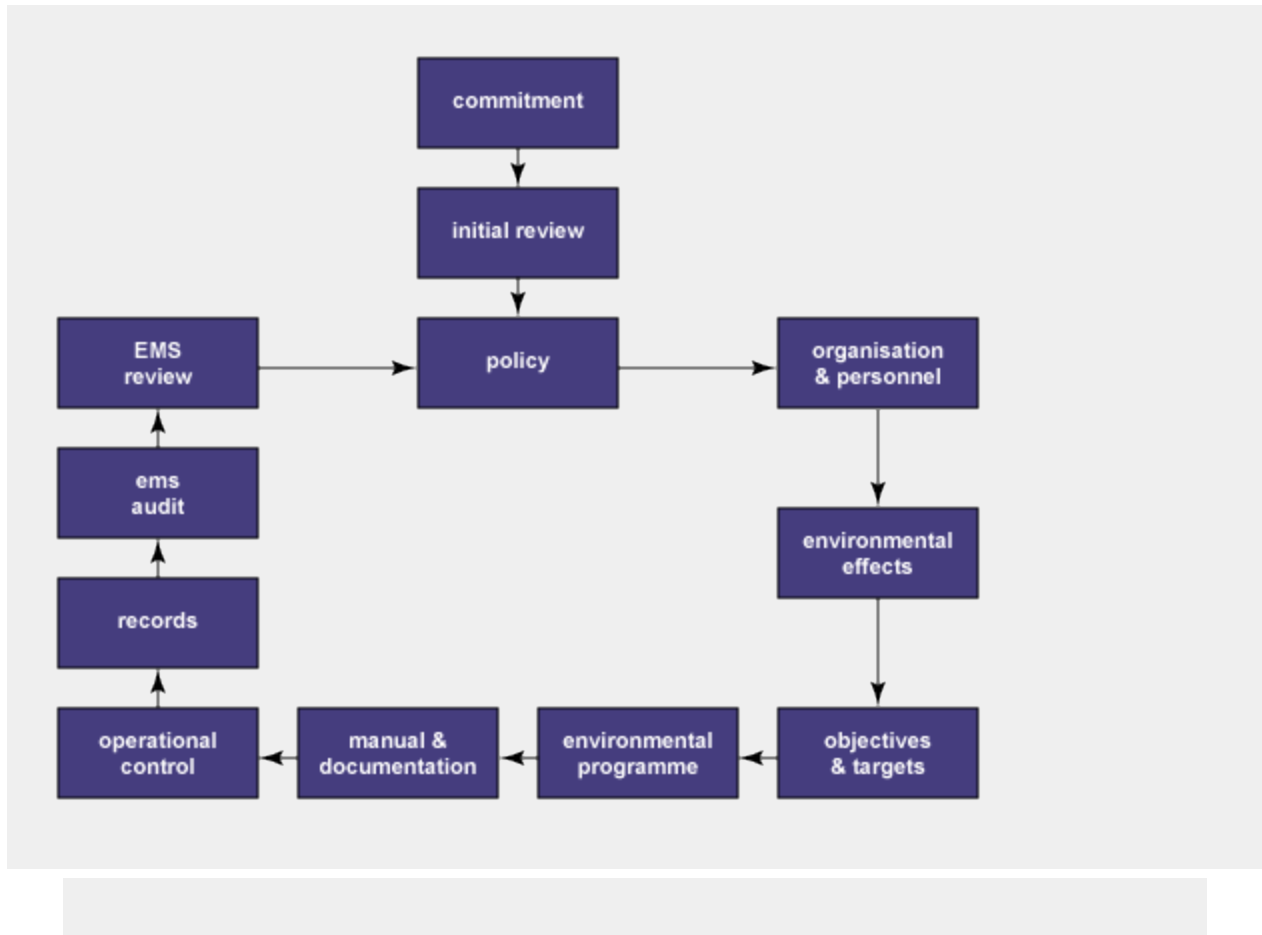 commitment
initial review
policy
EMS
review
organisation
& personnel
ems
audit
environmental
effects
records
operational
control
manual &
documentation
environmental
programme
objectives
& targets